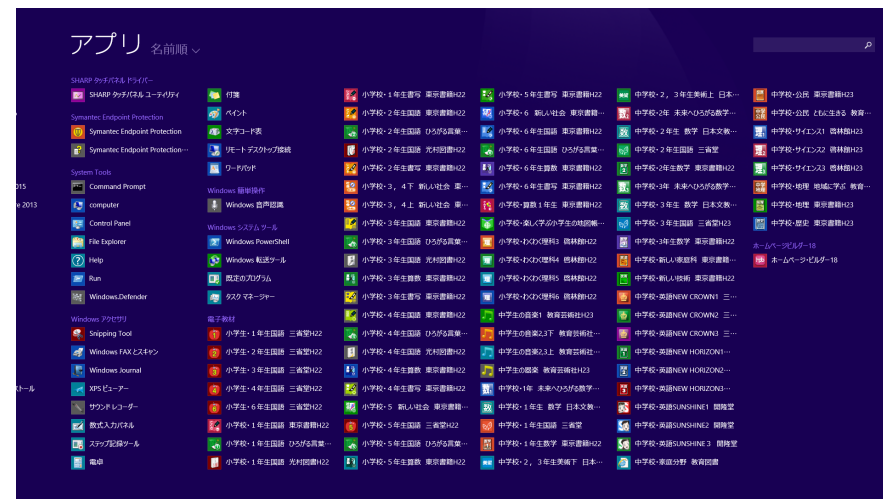 アプリ 名前順
SHARP タッチパネル ドライバー
SHARP タッチパネル ユーティリティ
Symantec Endpoint Protection
Symantec Endpoint Protection
Symantec Endpoint Protection…
System Tools
Command Prompt
computer
Control Panel
File Explorer
Help
Run
Windows.Defender
Windows アクセサリ
Snipping Tool
Windows FAX とスキャン
Windows Journal
XPS ビューアー
サウンド レコーダー
数式入力パネル
ステップ記録ツール
電卓
付箋
ペイント
文字コード表
リモート デスクトップ接続
ワードパッド
Windows 簡単操作
Windows 音声認識
Windows システム ツール
Windows PowerShell
Windows 転送ツール
既定のプログラム
タスク マネージャー
電子教材
小学生・1年生国語 三省堂H22
小学生・2年生国語 三省堂H22
小学生・3年生国語 三省堂H22
小学生・4年生国語 三省堂H22
小学生・6年生国語 三省堂H22
小学校・1年生国語 東京書籍H22
小学校・1年生国語 ひろがる言葉…
小学校・1年生国語 光村図書H22
小学校・1年生書写 東京書籍H22
小学校・2年生国語 東京書籍H22
小学校・2年生国語 ひろがる言葉…
小学校・2年生国語 光村図書H22
小学校・2年生算数 東京書籍H22
小学校・2年生書写 東京書籍H22
小学校・3，4下 新しい社会 東…
小学校・3，4上 新しい社会 東…
小学校・3年生国語 東京書籍H22
小学校・3年生国語 ひろがる言葉…
小学校・3年生国語 光村図書H22
小学校・3年生算数 東京書籍H22
小学校・3年生書写 東京書籍H22
小学校・4年生国語 東京書籍H22
小学校・4年生国語 ひろがる言葉…
小学校・4年生国語 光村図書H22
小学校・4年生算数 東京書籍H22
小学校・4年生書写 東京書籍H22
小学校・5 新しい社会 東京書籍…
小学校・5年生国語 三省堂H22
小学校・5年生国語 ひろがる言葉…
小学校・5年生算数 東京書籍H22
小学校・5年生書写 東京書籍H22
小学校・6 新しい社会 東京書籍…
小学校・6年生国語 東京書籍H22
小学校・6年生国語 ひろがる言葉…
小学校・6年生算数 東京書籍H22
小学校・6年生書写 東京書籍H22
小学校・算数1年生 東京書籍H22
小学校・楽しく学ぶ小学生の地図帳…
小学校・わくわく理科3 啓林館H22
小学校・わくわく理科4 啓林館H22
小学校・わくわく理科5 啓林館H22
小学校・わくわく理科6 啓林館H22
中学生の音楽1 教育芸術社H23
中学生の音楽2,3下 教育芸術社…
中学生の音楽2,3上 教育芸術社…
中学生の器楽 教育芸術社H23
中学校・1年 未来へひろがる数学…
中学校・1年生 数学 日本文教…
中学校・1年生国語 三省堂
中学校・1年生数学 東京書籍H22
中学校・2，3年生美術下 日本…
中学校・2，3年生美術上 日本…
中学校・2年 未来へひろがる数学…
中学校・2年生 数学 日本文教…
中学校・2年生国語 三省堂
中学校・2年生数学 東京書籍H22
中学校・3年 未来へひろがる数学…
中学校・3年生 数学 日本文教…
中学校・3年生国語 三省堂H23
中学校・3年生数学 東京書籍H22
中学校・新しい家庭科 東京書籍…
中学校・新しい技術 東京書籍H22
中学校・英語NEW CROWN1 三…
中学校・英語NEW CROWN2 三…
中学校・英語NEW CROWN3 三…
中学校・英語NEW HORIZON1…
中学校・英語NEW HORIZON2…
中学校・英語NEW HORIZON3…
中学校・英語SUNSHINE1 開隆堂
中学校・英語SUNSHINE2 開隆堂
中学校・英語SUNSHINE3 開隆堂
中学校・家庭分野 教育図書
中学校・公民 東京書籍H23
中学校・公民 ともに生きる 教育…
中学校・サイエンス1 啓林館H23
中学校・サイエンス2 啓林館H23
中学校・サイエンス3 啓林館H23
中学校・地理 地域に学ぶ 教育…
中学校・地理 東京書籍H23
中学校・歴史 東京書籍H23
ホームページビルダー18
ホームページ・ビルダー18